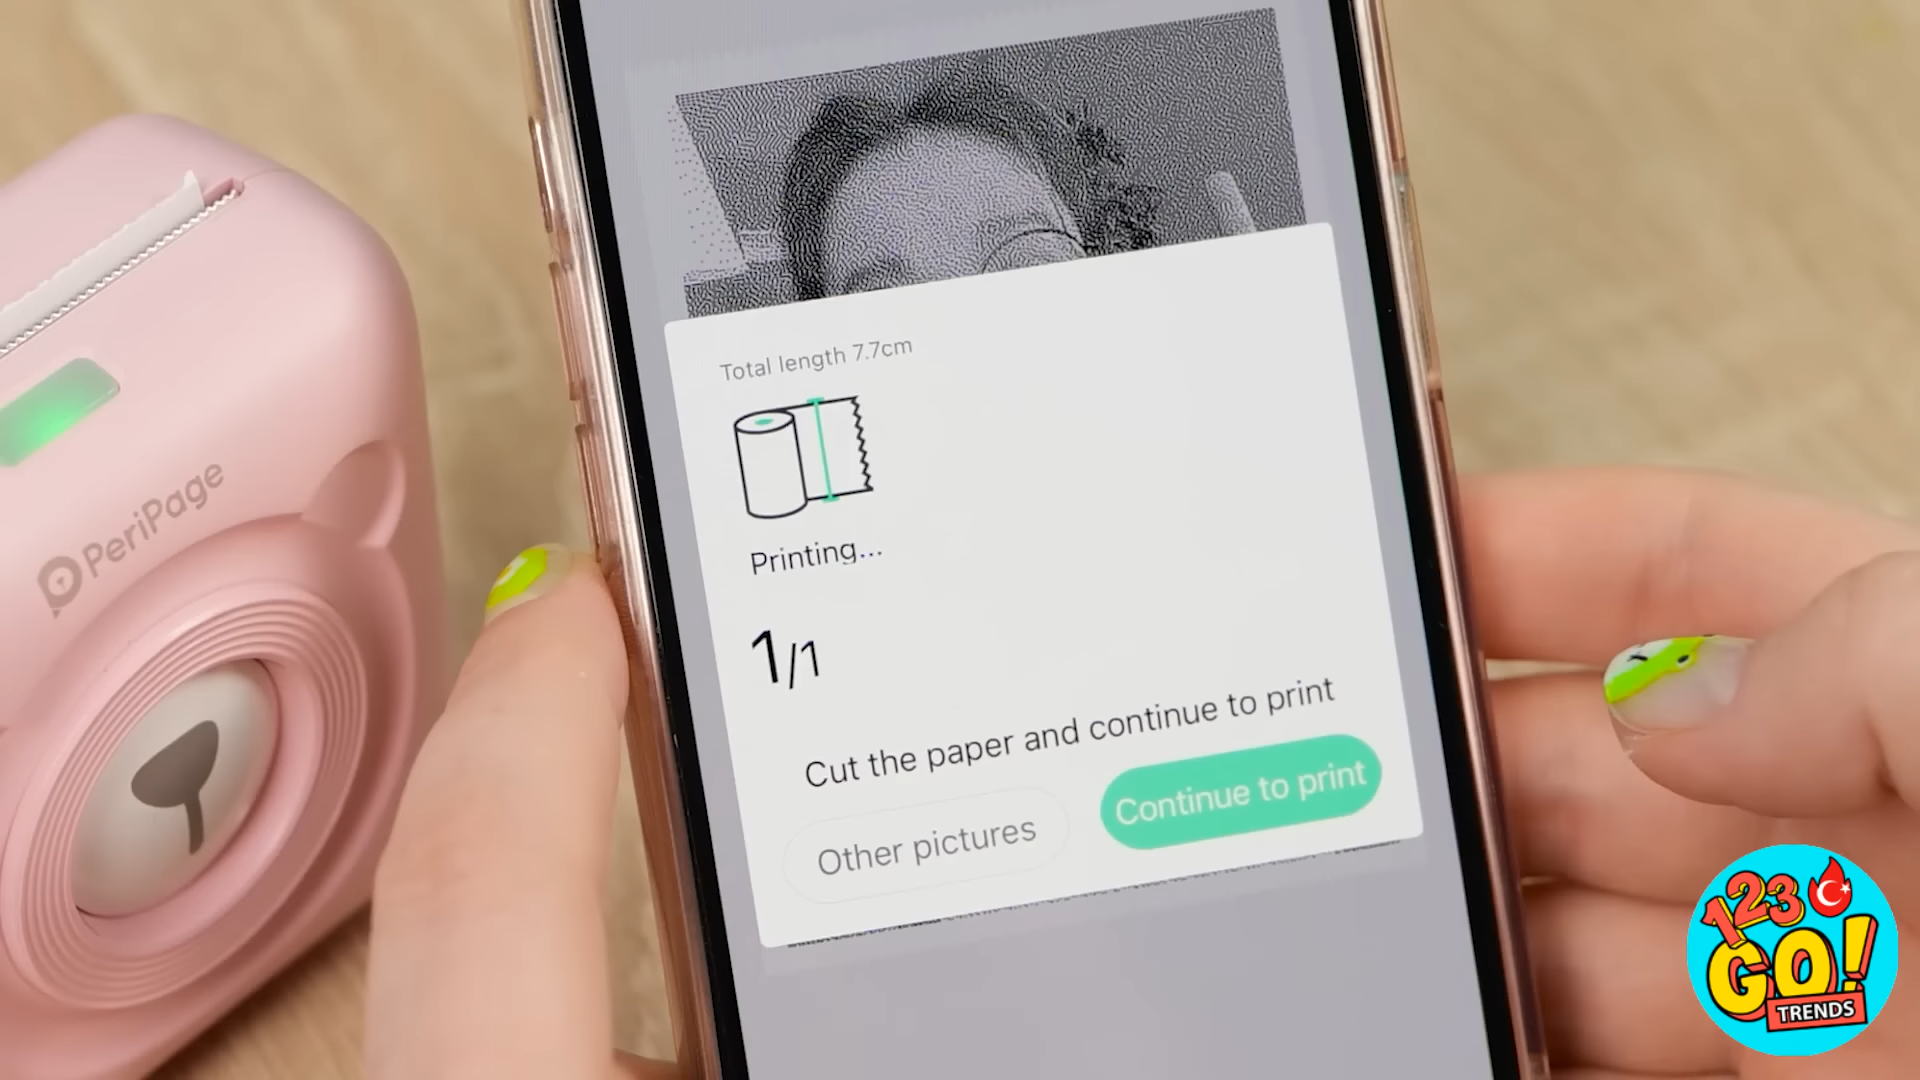 PeriPage
Total length 7.7cm
Printing...
1/1
Cut the paper and continue to print
Other pictures
Continue to print
123
GO!
TRENDS